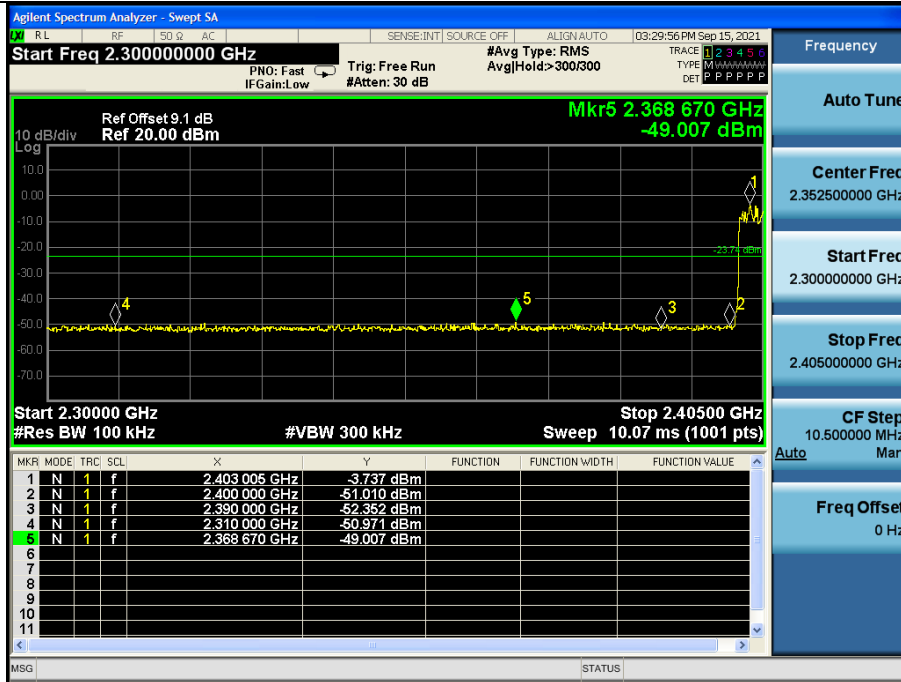 Agilent Spectrum Analyzer - Swept SA
LXI RL RF 50 Ω AC SENSE:INT SOURCE OFF ALIGN AUTO 03:29:56 PM Sep 15, 2021
Start Freq 2.300000000 GHz
PNO: Fast
IFGain:Low
Trig: Free Run
#Atten: 30 dB
#Avg Type: RMS
Avg|Hold:>300/300
TRACE 1 2 3 4 5 6
TYPE M WWWWW
DET P P P P P P
Frequency
Auto Tune
Center Freq
2.352500000 GHz
Start Freq
2.300000000 GHz
Stop Freq
2.405000000 GHz
CF Step
10.500000 MHz
Auto Man
Freq Offset
0 Hz
Mkr5 2.368 670 GHz
-49.007 dBm
Ref Offset 9.1 dB
10 dB/div Ref 20.00 dBm
Log
10.0
0.00
-10.0
-20.0
-30.0
-40.0
-50.0
-60.0
-70.0
1
-23.74 dBm
4
5
3
2
Start 2.30000 GHz Stop 2.40500 GHz
#Res BW 100 kHz #VBW 300 kHz Sweep 10.07 ms (1001 pts)
MKR MODE TRC SCL X Y FUNCTION FUNCTION WIDTH FUNCTION VALUE
1 N 1 f 2.403 005 GHz -3.737 dBm
2 N 1 f 2.400 000 GHz -51.010 dBm
3 N 1 f 2.390 000 GHz -52.352 dBm
4 N 1 f 2.310 000 GHz -50.971 dBm
5 N 1 f 2.368 670 GHz -49.007 dBm
6
7
8
9
10
11
MSG STATUS